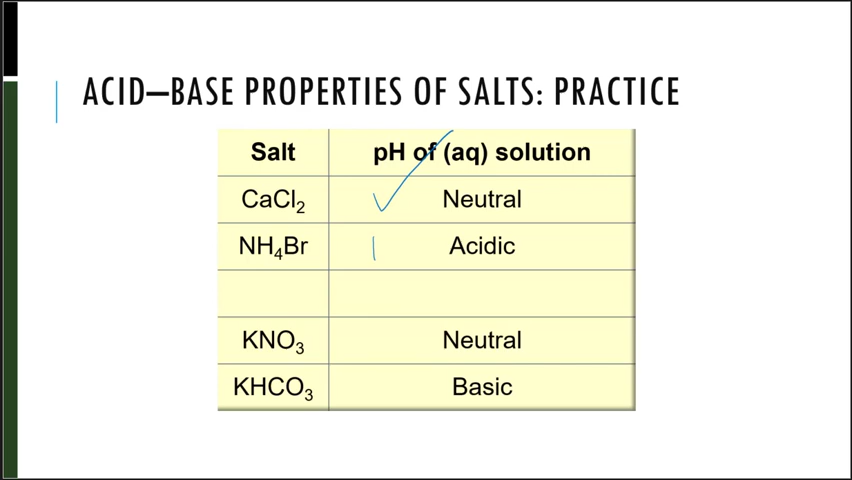 ACID—BASE PROPERTIES OF SALTS: PRACTICE
Salt pH of (aq) solution
CaCl₂ Neutral
NH₄Br Acidic
KNO₃ Neutral
KHCO₃ Basic